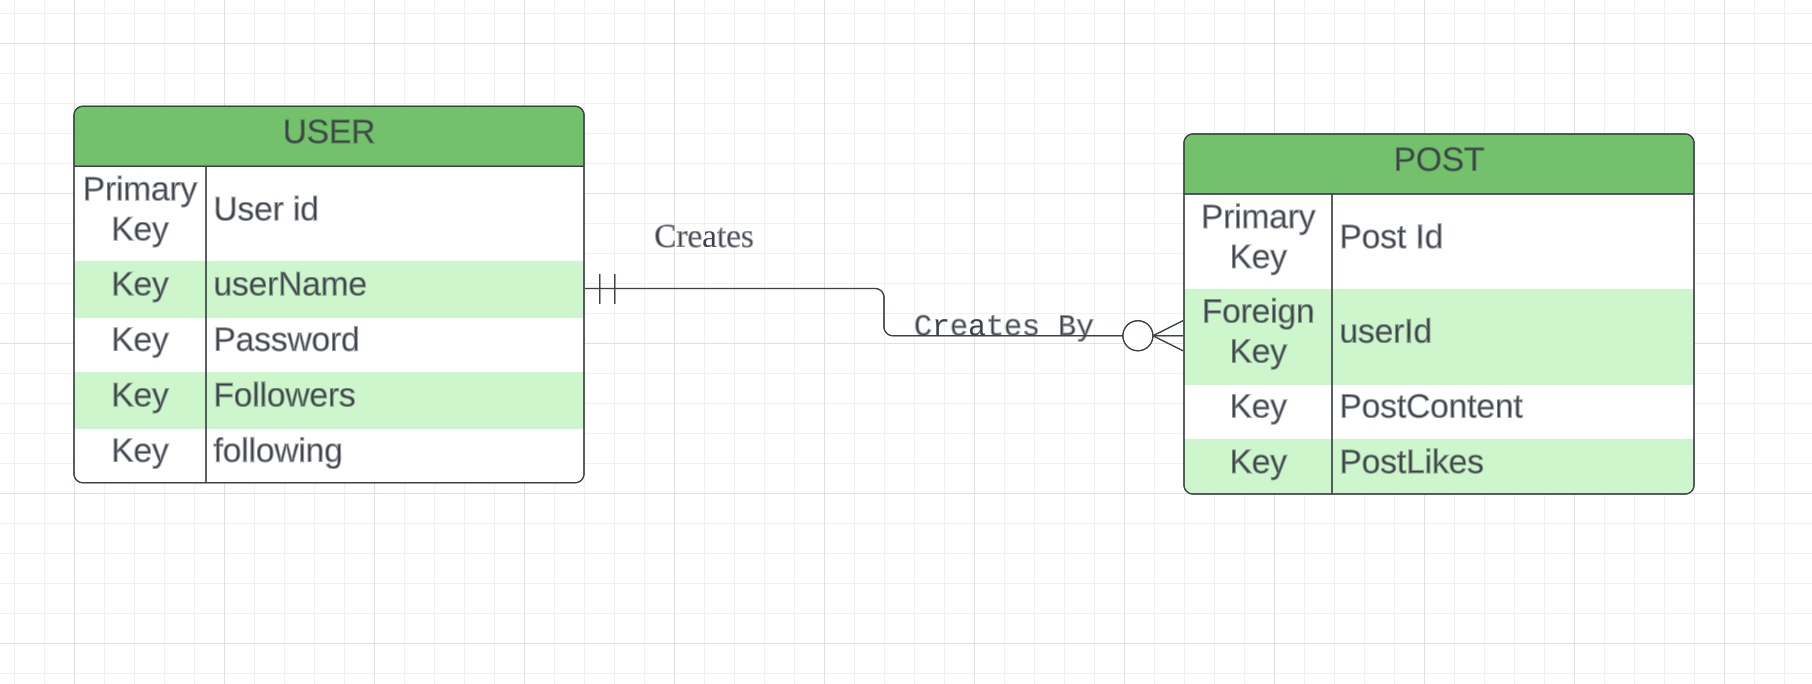 USER
Primary
Key
User id
Key
userName
Key
Password
Key
Followers
Key
following
Creates
Creates By
POST
Primary
Key
Post Id
Foreign
Key
userId
Key
PostContent
Key
PostLikes